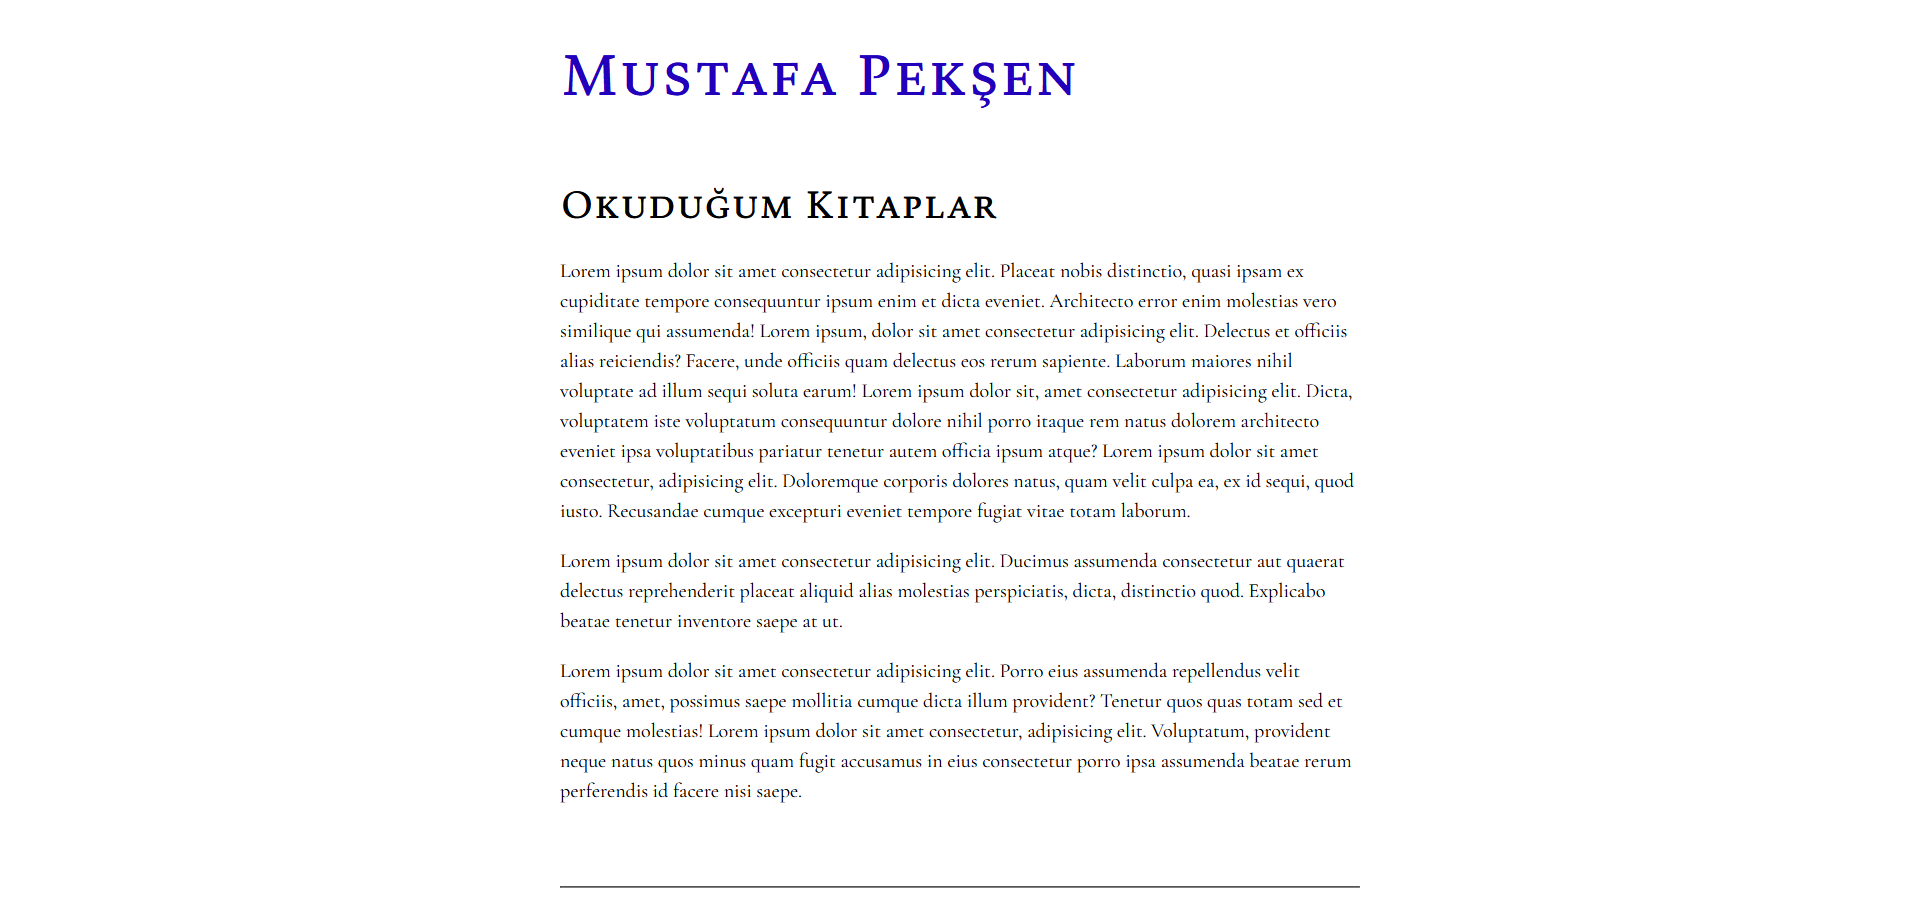 Mustafa Pekşen
Okuduğum Kitaplar
Lorem ipsum dolor sit amet consectetur adipisicing elit. Placeat nobis distinctio, quasi ipsam ex
cupiditate tempore consequuntur ipsum enim et dicta eveniet. Architecto error enim molestias vero
similique qui assumenda! Lorem ipsum, dolor sit amet consectetur adipisicing elit. Delectus et officiis
alias reiciendis? Facere, unde officiis quam delectus eos rerum sapiente. Laborum maiores nihil
voluptate ad illum sequi soluta earum! Lorem ipsum dolor sit, amet consectetur adipisicing elit. Dicta,
voluptatem iste voluptatum consequuntur dolore nihil porro itaque rem natus dolorem architecto
eveniet ipsa voluptatibus pariatur tenetur autem officia ipsum atque? Lorem ipsum dolor sit amet
consectetur, adipisicing elit. Doloremque corporis dolores natus, quam velit culpa ea, ex id sequi, quod
iusto. Recusandae cumque excepturi eveniet tempore fugiat vitae totam laborum.
Lorem ipsum dolor sit amet consectetur adipisicing elit. Ducimus assumenda consectetur aut quaerat
delectus reprehenderit placeat aliquid alias molestias perspiciatis, dicta, distinctio quod. Explicabo
beatae tenetur inventore saepe at ut.
Lorem ipsum dolor sit amet consectetur adipisicing elit. Porro eius assumenda repellendus velit
officiis, amet, possimus saepe mollitia cumque dicta illum provident? Tenetur quos quas totam sed et
cumque molestias! Lorem ipsum dolor sit amet consectetur, adipisicing elit. Voluptatum, provident
neque natus quos minus quam fugit accusamus in eius consectetur porro ipsa assumenda beatae rerum
perferendis id facere nisi saepe.